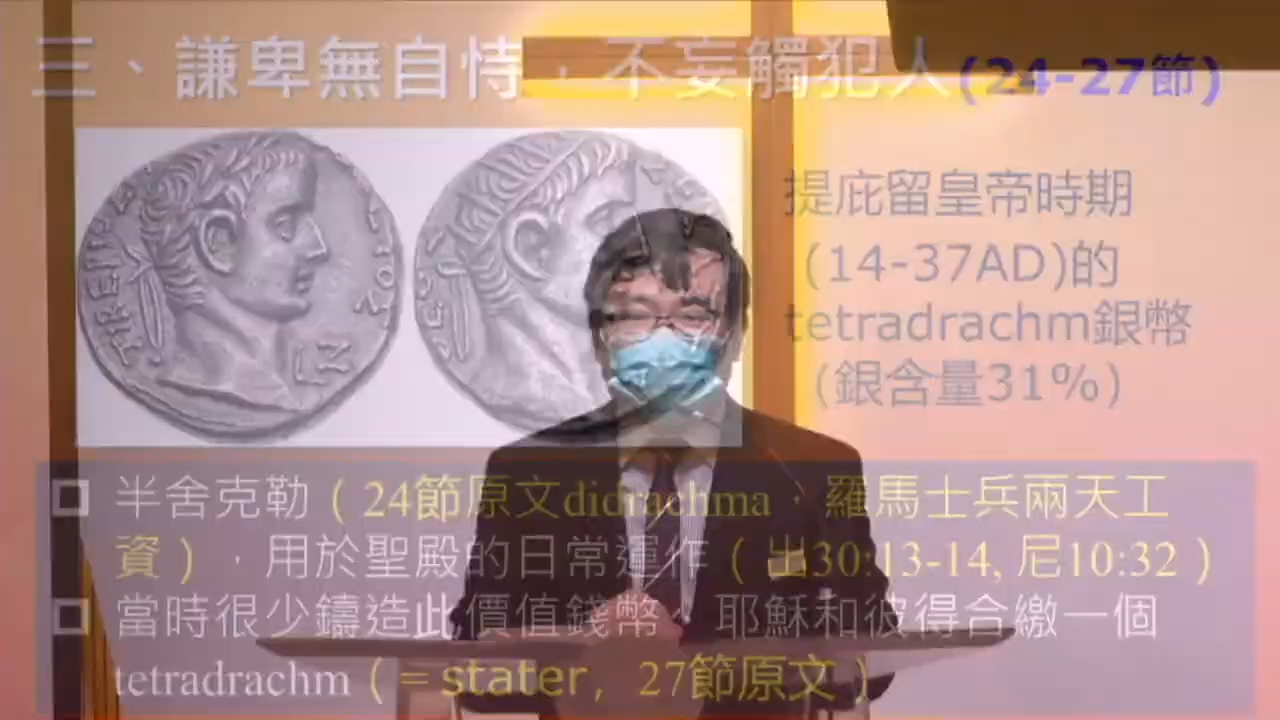 三、謙卑無自恃，不妄觸犯人(24-27節)
提庇留皇帝時期
(14-37AD)的
tetradrachm銀幣
(銀含量31%)
半舍克勒（24節原文didrachma，羅馬士兵兩天工
資），用於聖殿的日常運作（出30:13-14, 尼10:32）
當時很少鑄造此價值錢幣，耶穌和彼得合繳一個
tetradrachm（＝stater，27節原文）